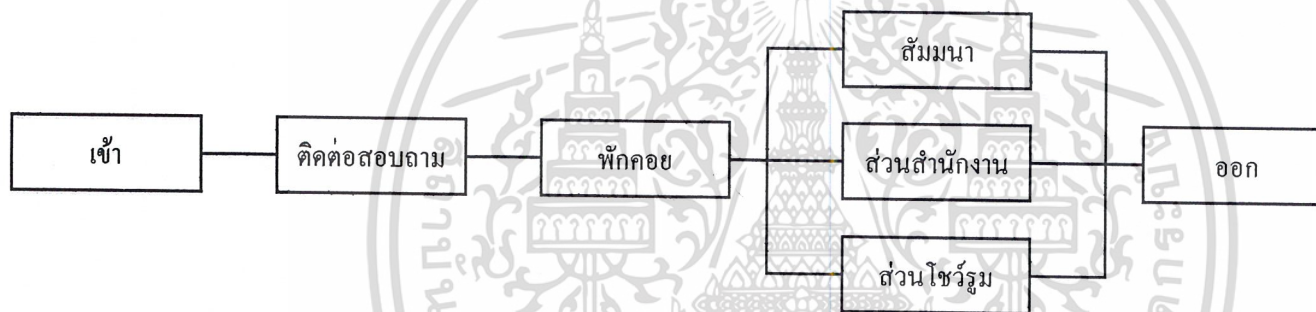 เข้า
ติดต่อสอบถาม
พักคอย
สัมมนา
ส่วนสำนักงาน
ส่วนโชว์รูม
ออก